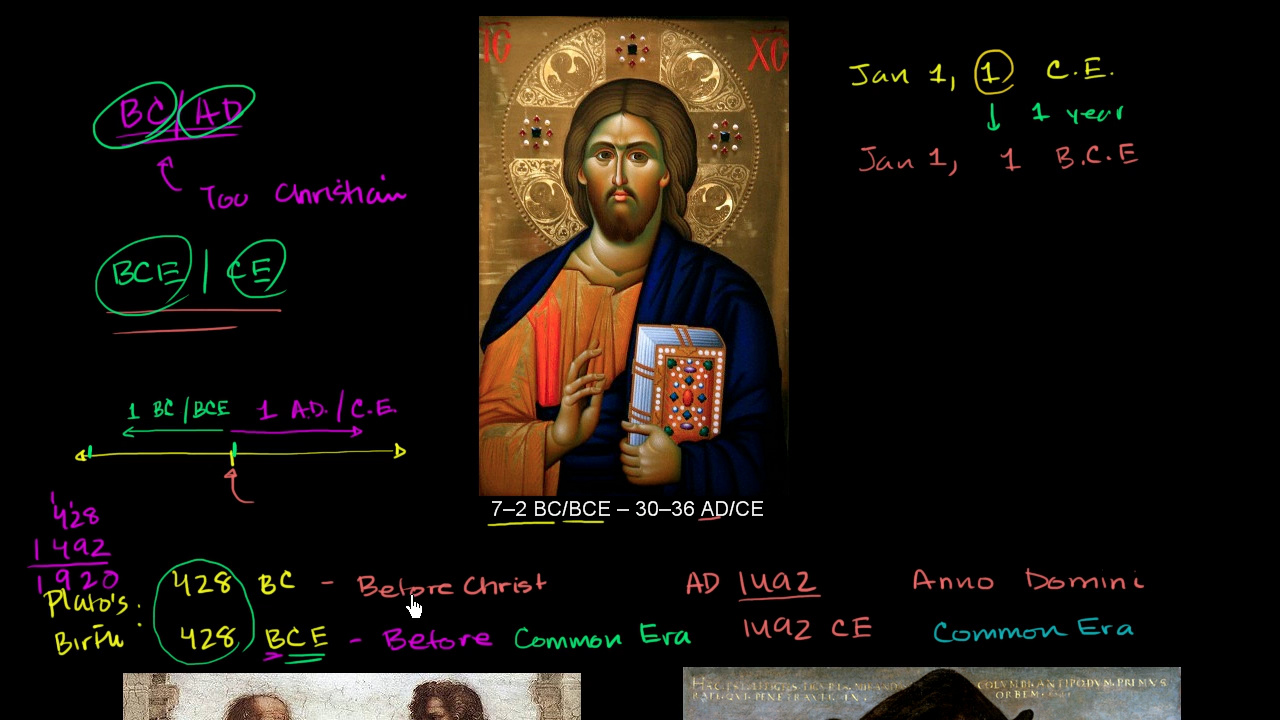 BC/AD
Too Christian
BCE | CE
1 BC/BCE 1 A.D./C.E.
IC XC
7–2 BC/BCE – 30–36 AD/CE
Jan 1, 1 C.E.
↓ 1 year
Jan 1, 1 B.C.E
1 1
428
1492
1920
Plato's Birth:
428 BC - Before Christ
428 BCE - Before Common Era
AD 1492 Anno Domini
1492 CE Common Era